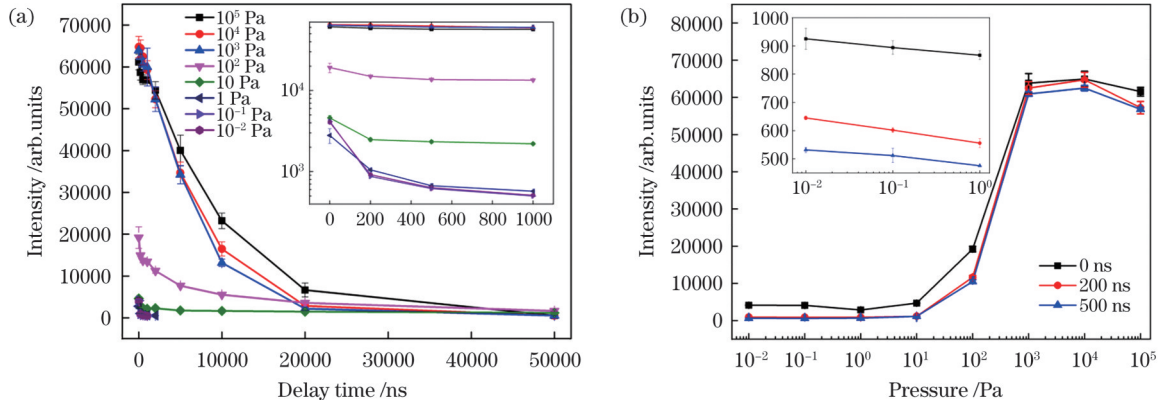 (a)
Intensity /arb.units
70000
60000
50000
40000
30000
20000
10000
0
10⁵ Pa
10⁴ Pa
10³ Pa
10² Pa
10 Pa
1 Pa
10⁻¹ Pa
10⁻² Pa
10⁴
10³
0 200 400 600 800 1000
0 10000 20000 30000 40000 50000
Delay time /ns
(b)
Intensity /arb.units
80000
70000
60000
50000
40000
30000
20000
10000
0
1000
900
800
700
600
500
10⁻² 10⁻¹ 10⁰
0 ns
200 ns
500 ns
10⁻² 10⁻¹ 10⁰ 10¹ 10² 10³ 10⁴ 10⁵
Pressure /Pa